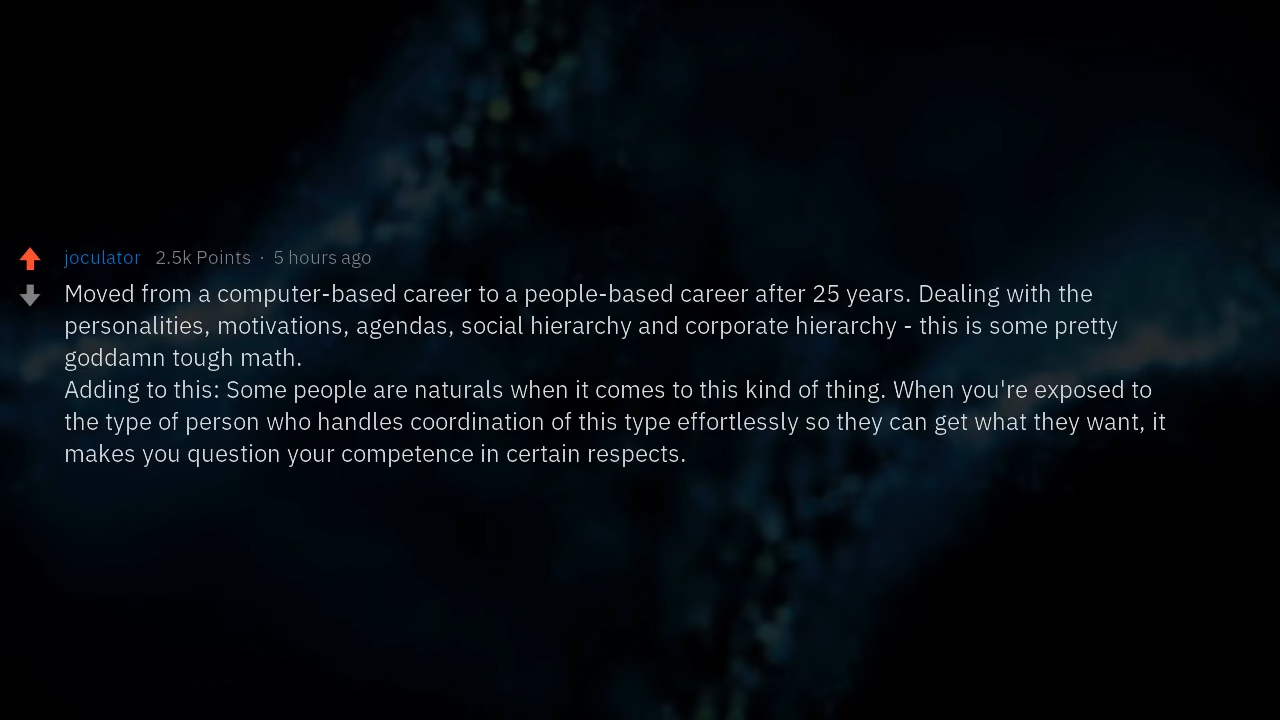 joculator 2.5k Points · 5 hours ago
Moved from a computer-based career to a people-based career after 25 years. Dealing with the
personalities, motivations, agendas, social hierarchy and corporate hierarchy - this is some pretty
goddamn tough math.
Adding to this: Some people are naturals when it comes to this kind of thing. When you're exposed to
the type of person who handles coordination of this type effortlessly so they can get what they want, it
makes you question your competence in certain respects.